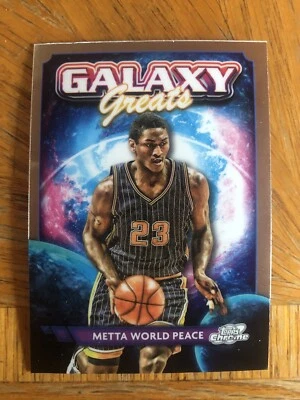 GALAXY
Greats
23
METTA WORLD PEACE
Topps
Chrome